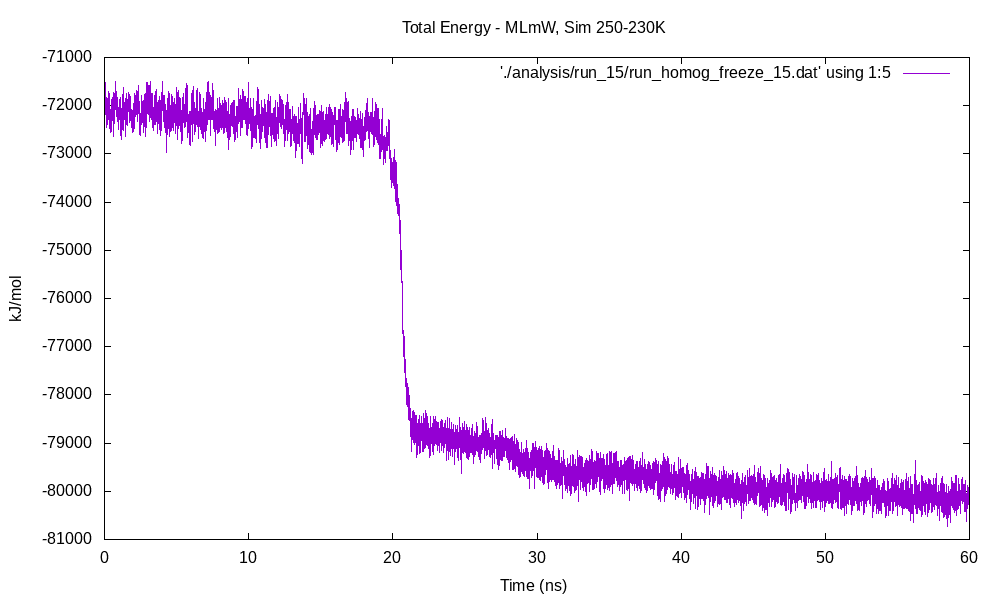 Total Energy - MLmW, Sim 250-230K
'./analysis/run_15/run_homog_freeze_15.dat' using 1:5
-71000
-72000
-73000
-74000
-75000
-76000
-77000
-78000
-79000
-80000
-81000
kJ/mol
0 10 20 30 40 50 60
Time (ns)